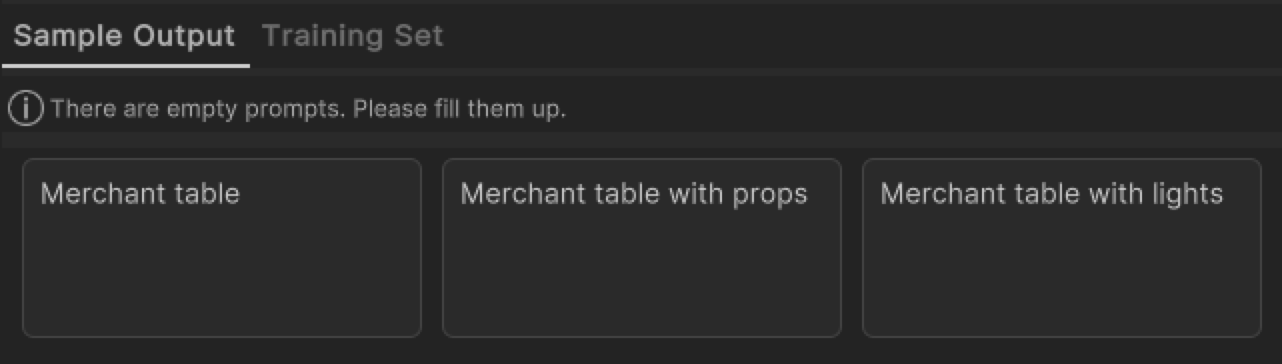 Sample Output Training Set
There are empty prompts. Please fill them up.
Merchant table
Merchant table with props
Merchant table with lights